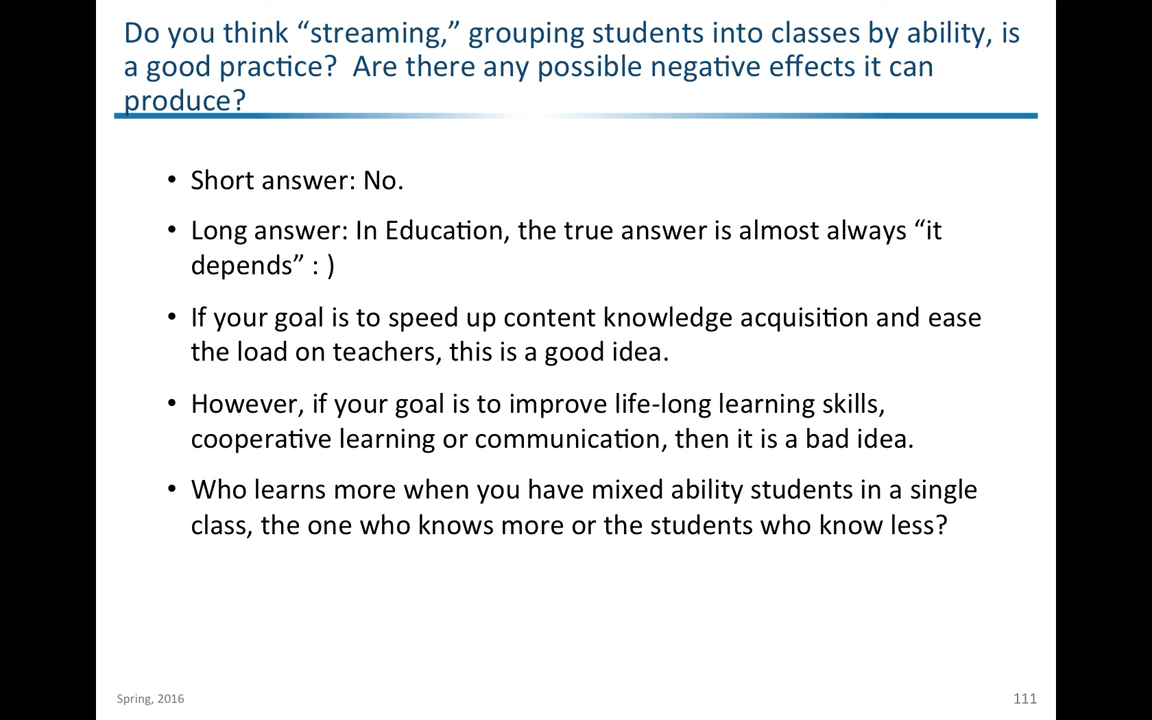 Do you think “streaming,” grouping students into classes by ability, is
a good practice?  Are there any possible negative effects it can
produce?
• Short answer: No.
• Long answer: In Education, the true answer is almost always “it
depends” : )
• If your goal is to speed up content knowledge acquisition and ease
the load on teachers, this is a good idea.
• However, if your goal is to improve life-long learning skills,
cooperative learning or communication, then it is a bad idea.
• Who learns more when you have mixed ability students in a single
class, the one who knows more or the students who know less?
Spring, 2016
111